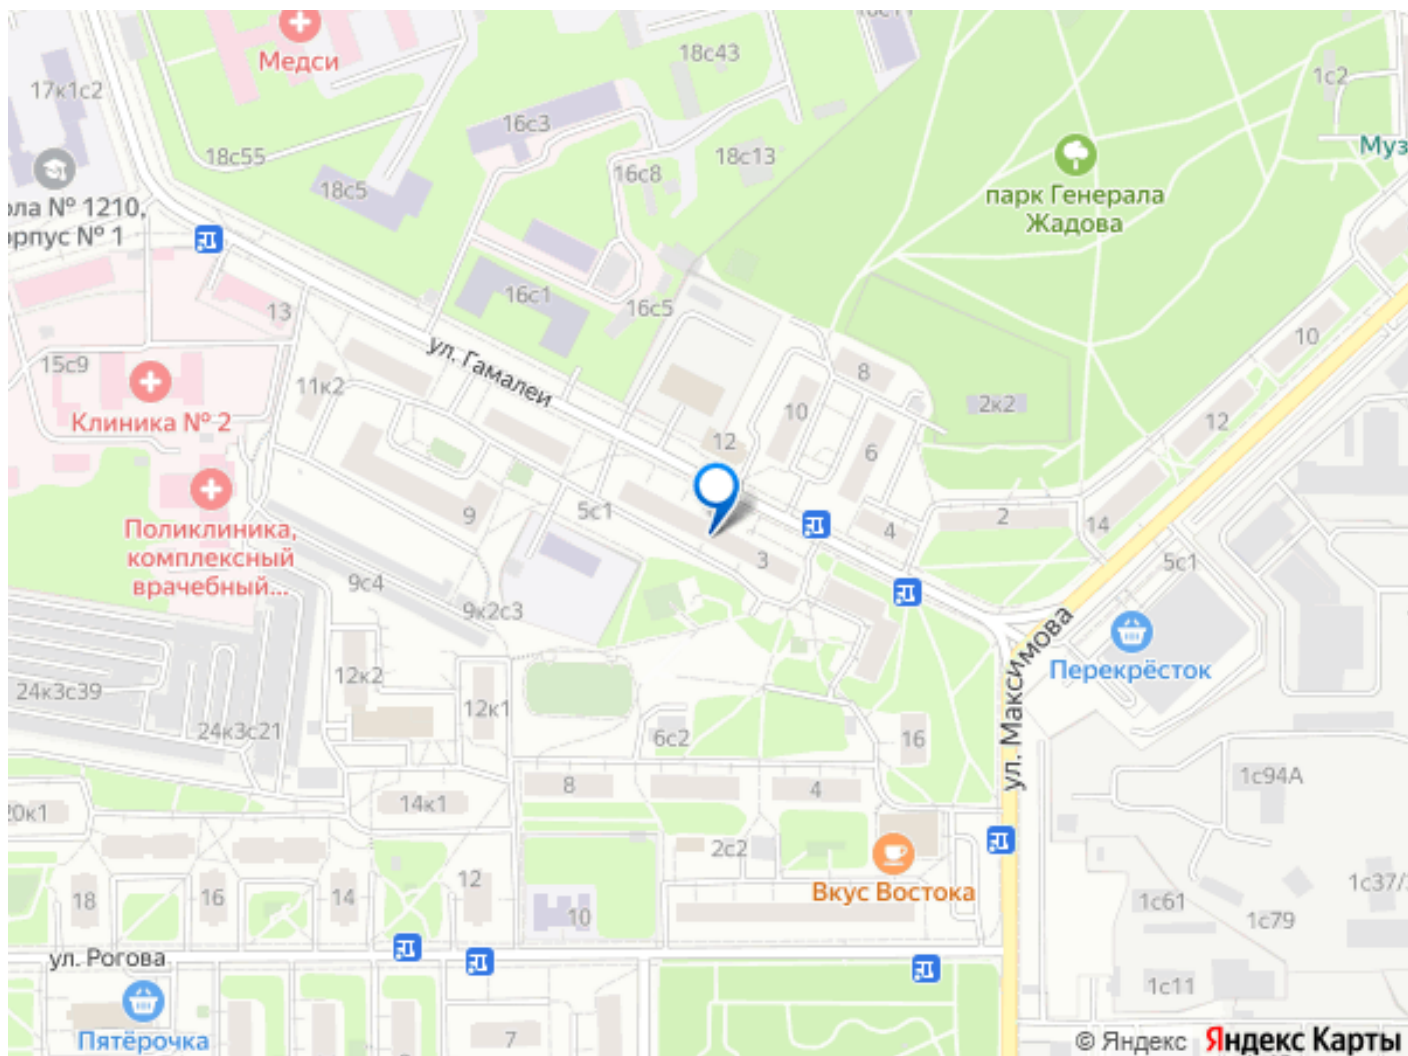 18с43
1с2
Медси
17к1с2
16с3
18с55
18с13
16с8
18с5
Муз
парк Генерала
Жадова
ола № 1210,
орпус № 1
16с1
16с5
13
10
ул. Гамалеи
15с9
11к2
8
2к2
10
12
Клиника № 2
12
6
9
5с1
2
14
4
Поликлиника,
комплексный
врачебный...
3
5с1
9с4
9к2с3
ул. Максимова
Перекрёсток
12к2
24к3с39
12к1
24к3с21
6с2
16
1с94А
8
4
14к1
20к1
2с2
Вкус Востока
12
18
16
14
10
1с37/
1с61
1с79
ул. Рогова
1с11
7
Пятёрочка
© Яндекс Яндекс Карты